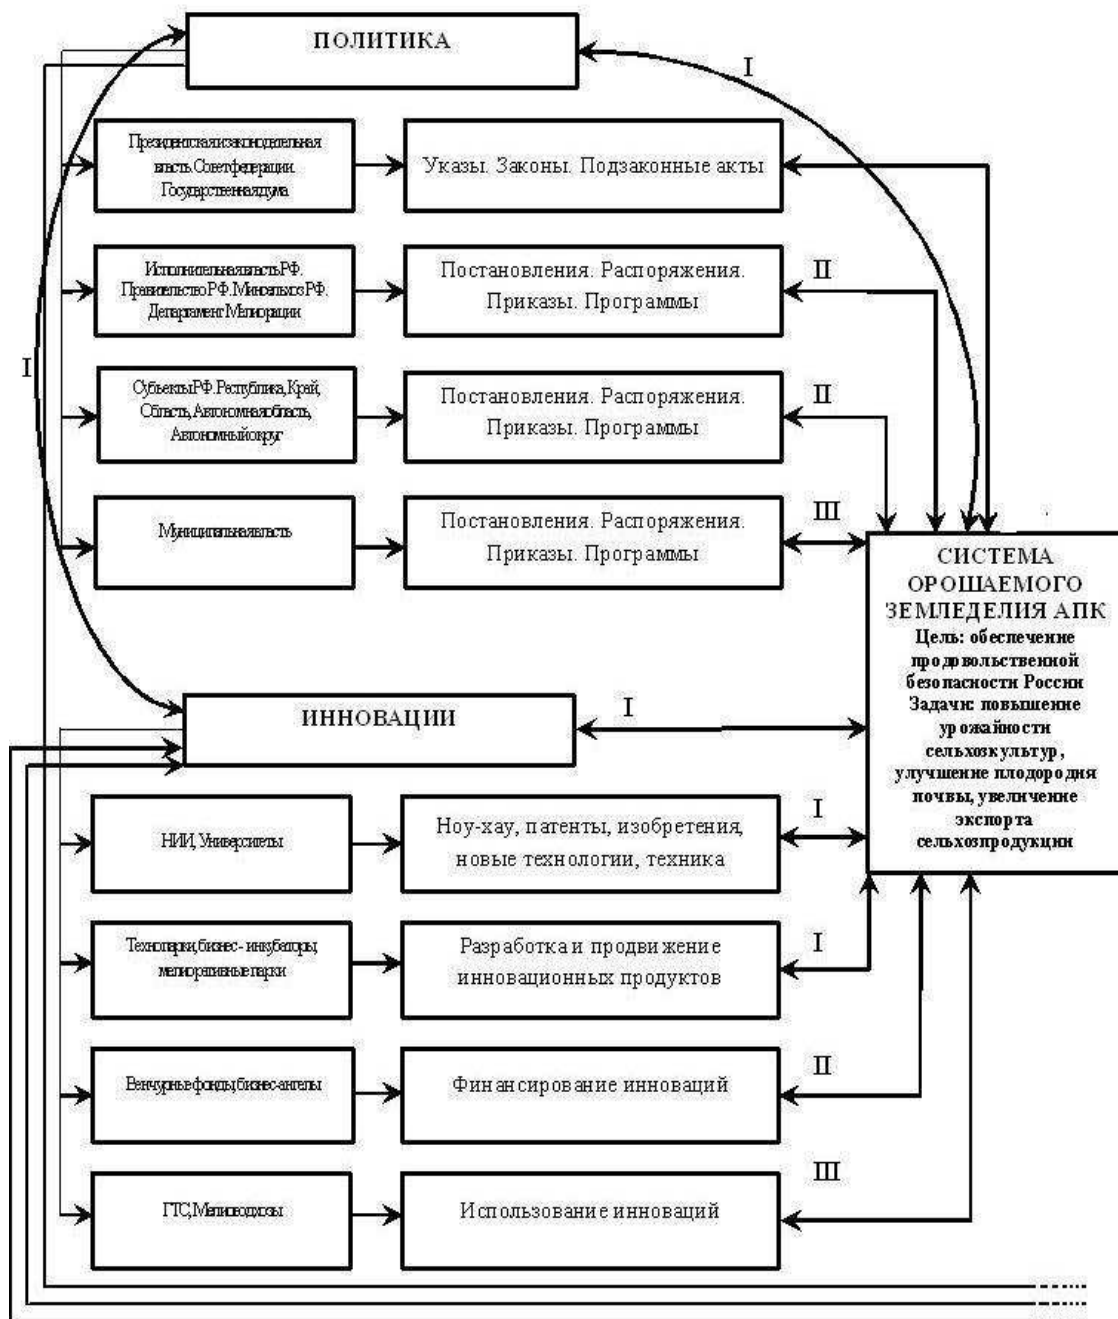 ПОЛИТИКА
I
Президентская и законодательная
власть. Совет федерации.
Государственная дума
Указы. Законы. Подзаконные акты
Исполнительная власть РФ.
Правительство РФ. Минсельхоз РФ.
Департамент Мелиорации
Постановления. Распоряжения.
Приказы. Программы
II
I
Субъекты РФ. Республика, Край,
Область, Автономная область,
Автономный округ
Постановления. Распоряжения.
Приказы. Программы
II
Муниципальная власть
Постановления. Распоряжения.
Приказы. Программы
III
СИСТЕМА
ОРОШАЕМОГО
ЗЕМЛЕДЕЛИЯ АПК
Цель: обеспечение
продовольственной
безопасности России
Задачи: повышение
урожайности
сельхозкультур,
улучшение плодородия
почвы, увеличение
экспорта
сельхозпродукции
ИННОВАЦИИ
I
НИИ, Университеты
Ноу-хау, патенты, изобретения,
новые технологии, техника
I
Технопарки, бизнес - инкубаторы,
мелиоративные парки
Разработка и продвижение
инновационных продуктов
I
Венчурные фонды, бизнес-ангелы
Финансирование инноваций
II
ГТС, Мелиоводхозы
Использование инноваций
III